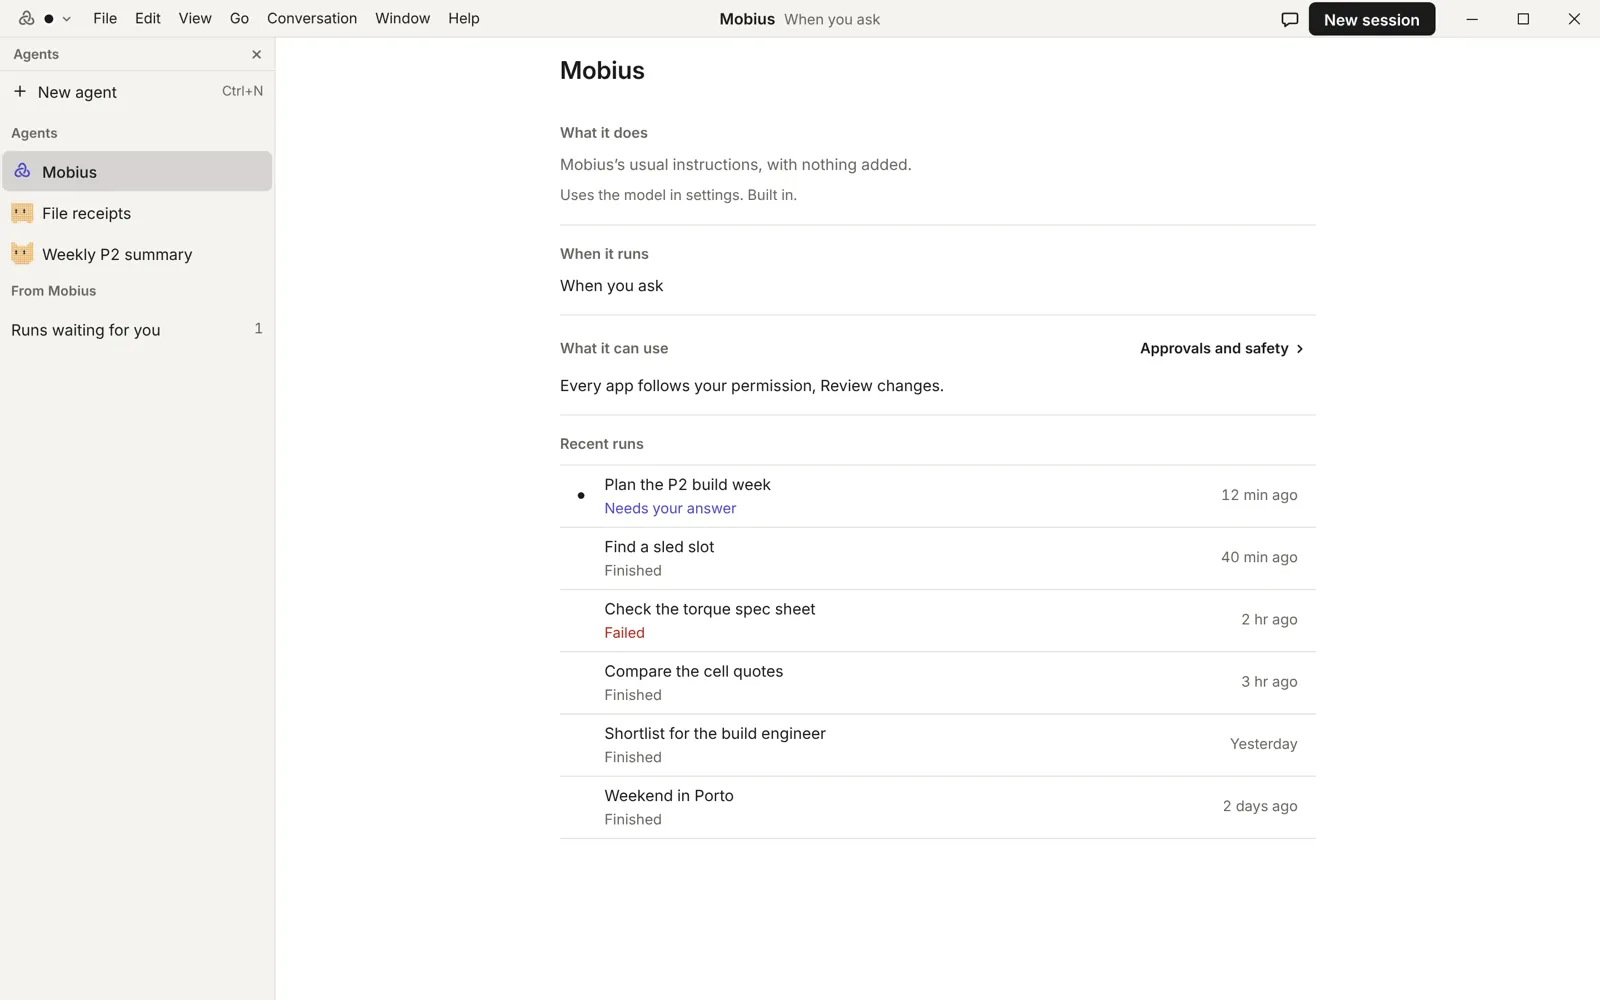 File Edit View Go Conversation Window Help
Mobius When you ask
New session
Agents
New agent Ctrl+N
Agents
Mobius
File receipts
Weekly P2 summary
From Mobius
Runs waiting for you 1
Mobius
What it does
Mobius’s usual instructions, with nothing added.
Uses the model in settings. Built in.
When it runs
When you ask
What it can use
Approvals and safety
Every app follows your permission, Review changes.
Recent runs
Plan the P2 build week
Needs your answer
12 min ago
Find a sled slot
Finished
40 min ago
Check the torque spec sheet
Failed
2 hr ago
Compare the cell quotes
Finished
3 hr ago
Shortlist for the build engineer
Finished
Yesterday
Weekend in Porto
Finished
2 days ago